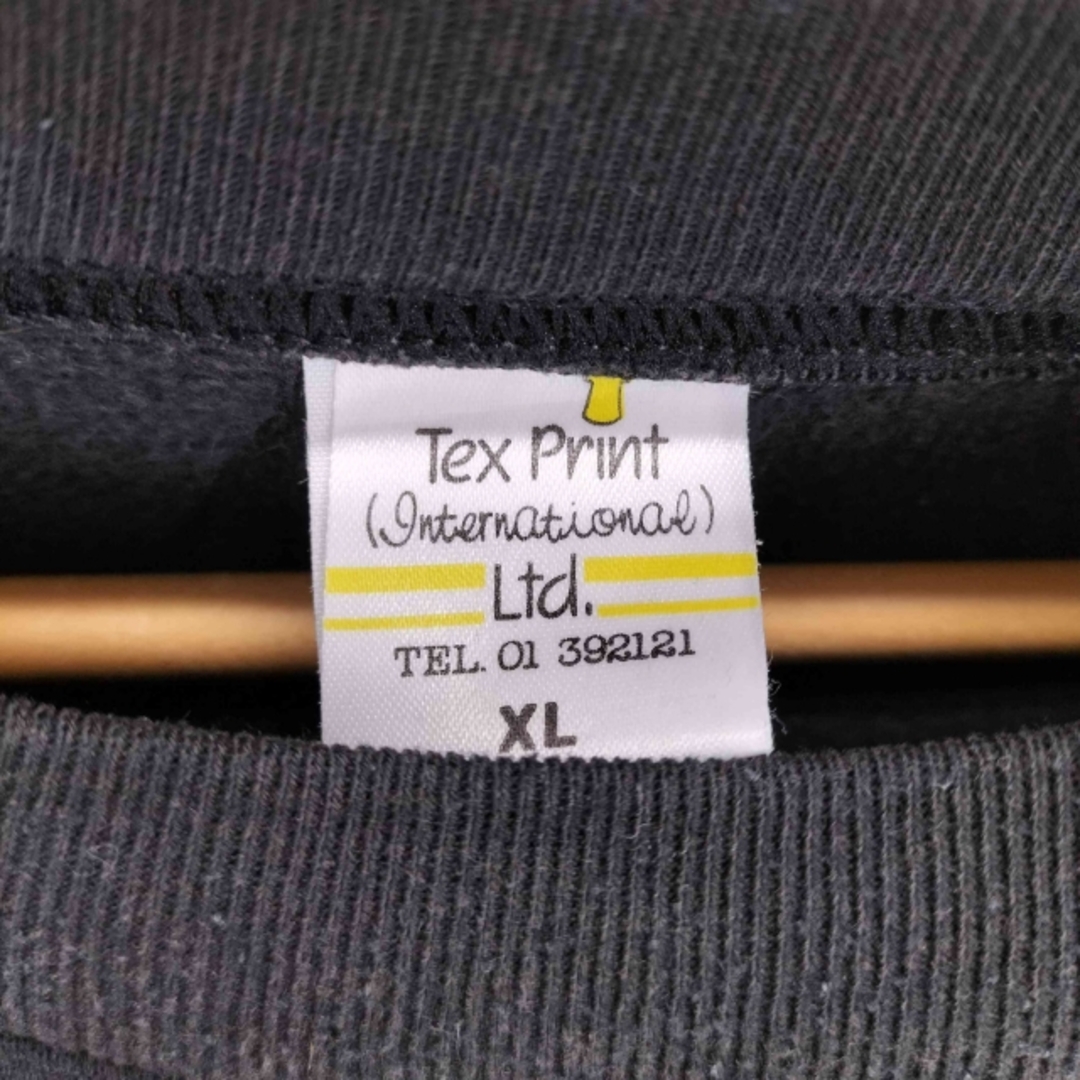 Tex Print
(International)
Ltd.
TEL. 01 392121
XL